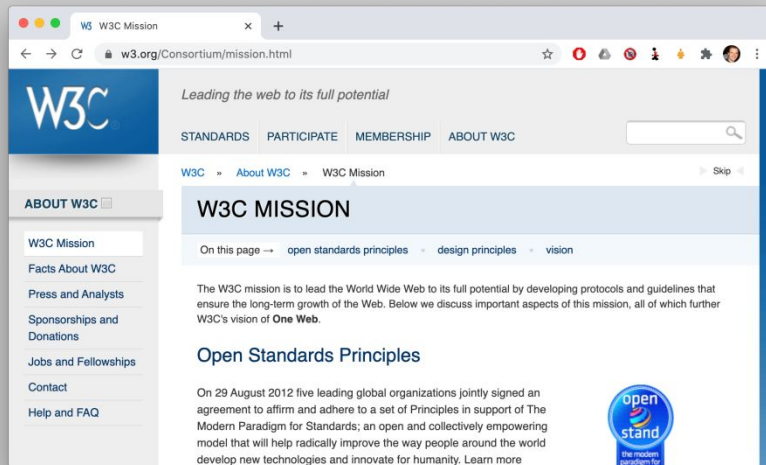 W3C W3C Mission
w3.org/Consortium/mission.html
W3C
Leading the web to its full potential
STANDARDS PARTICIPATE MEMBERSHIP ABOUT W3C
W3C » About W3C » W3C Mission
Skip
ABOUT W3C
W3C Mission
Facts About W3C
Press and Analysts
Sponsorships and
Donations
Jobs and Fellowships
Contact
Help and FAQ
W3C MISSION
On this page → open standards principles • design principles • vision
The W3C mission is to lead the World Wide Web to its full potential by developing protocols and guidelines that
ensure the long-term growth of the Web. Below we discuss important aspects of this mission, all of which further
W3C's vision of One Web.
Open Standards Principles
On 29 August 2012 five leading global organizations jointly signed an
agreement to affirm and adhere to a set of Principles in support of The
Modern Paradigm for Standards; an open and collectively empowering
model that will help radically improve the way people around the world
develop new technologies and innovate for humanity. Learn more
open
stand
the modern
paradigm for